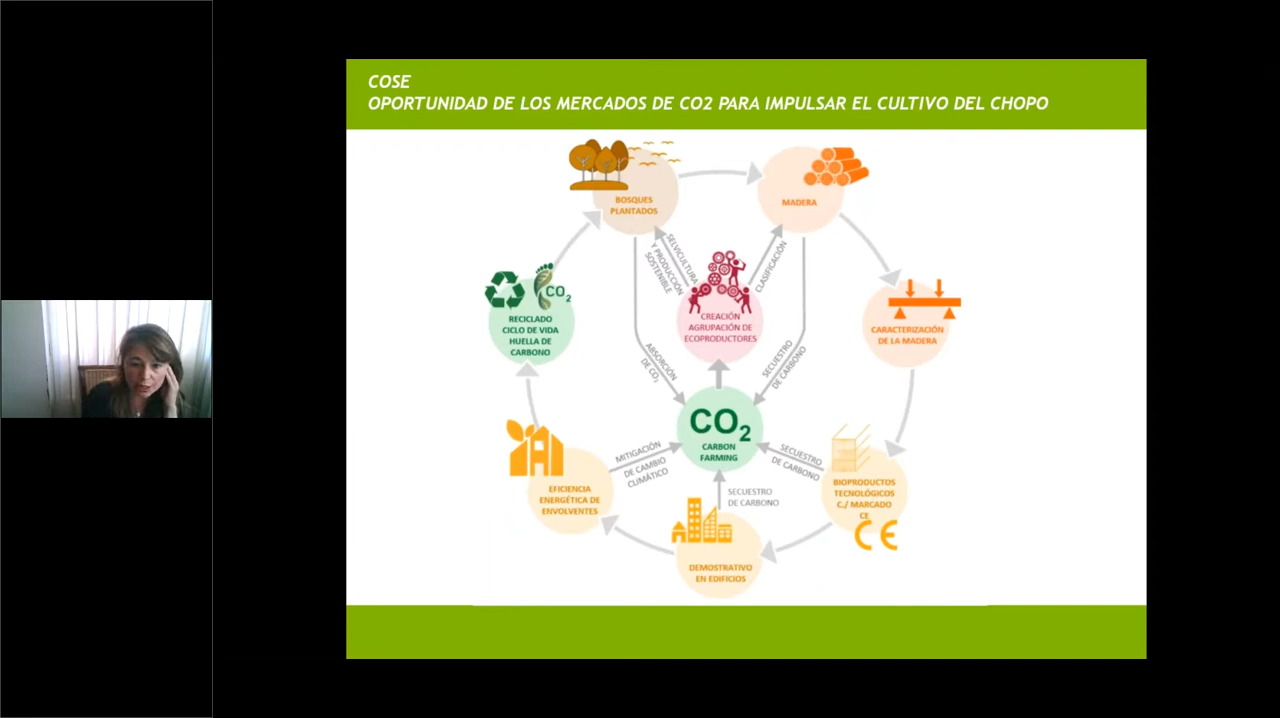 COSE
OPORTUNIDAD DE LOS MERCADOS DE CO2 PARA IMPULSAR EL CULTIVO DEL CHOPO
BOSQUES
PLANTADOS
MADERA
SELVICULTURA
Y PRODUCCIÓN
SOSTENIBLE
CLASIFICACIÓN
CO2
RECICLADO
CICLO DE VIDA
HUELLA DE
CARBONO
CREACIÓN
AGRUPACIÓN DE
ECOPRODUCTORES
CARACTERIZACIÓN
DE LA MADERA
ABSORCIÓN
DE CO2
SECUESTRO
DE CARBONO
CO2
CARBON
FARMING
MITIGACIÓN
DE CAMBIO
CLIMÁTICO
SECUESTRO
DE CARBONO
EFICIENCIA
ENERGÉTICA DE
ENVOLVENTES
SECUESTRO
DE CARBONO
BIOPRODUCTOS
TECNOLÓGICOS
C./ MARCADO
CE
CE
DEMOSTRATIVO
EN EDIFICIOS